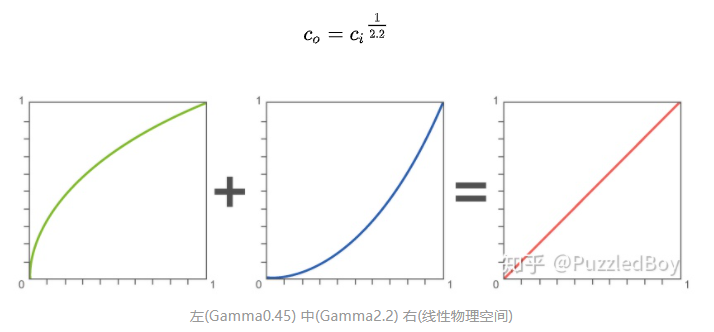 c_o = c_i^{\frac{1}{2.2}}
1 1 1
+ =
0 1 0 1 0 1
知乎 @PuzzledBoy
左(Gamma0.45) 中(Gamma2.2) 右(线性物理空间)